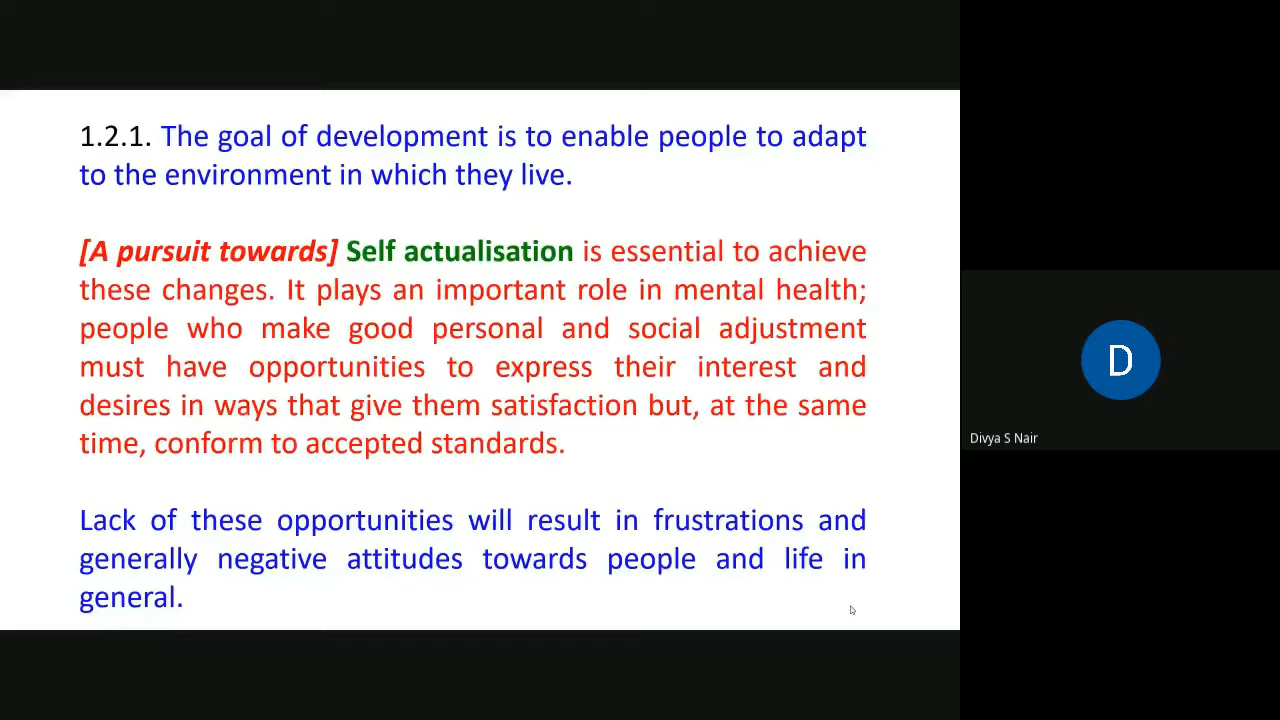 1.2.1. The goal of development is to enable people to adapt
to the environment in which they live.
[A pursuit towards] Self actualisation is essential to achieve
these changes. It plays an important role in mental health;
people who make good personal and social adjustment
must have opportunities to express their interest and
desires in ways that give them satisfaction but, at the same
time, conform to accepted standards.
Lack of these opportunities will result in frustrations and
generally negative attitudes towards people and life in
general.
D
Divya S Nair